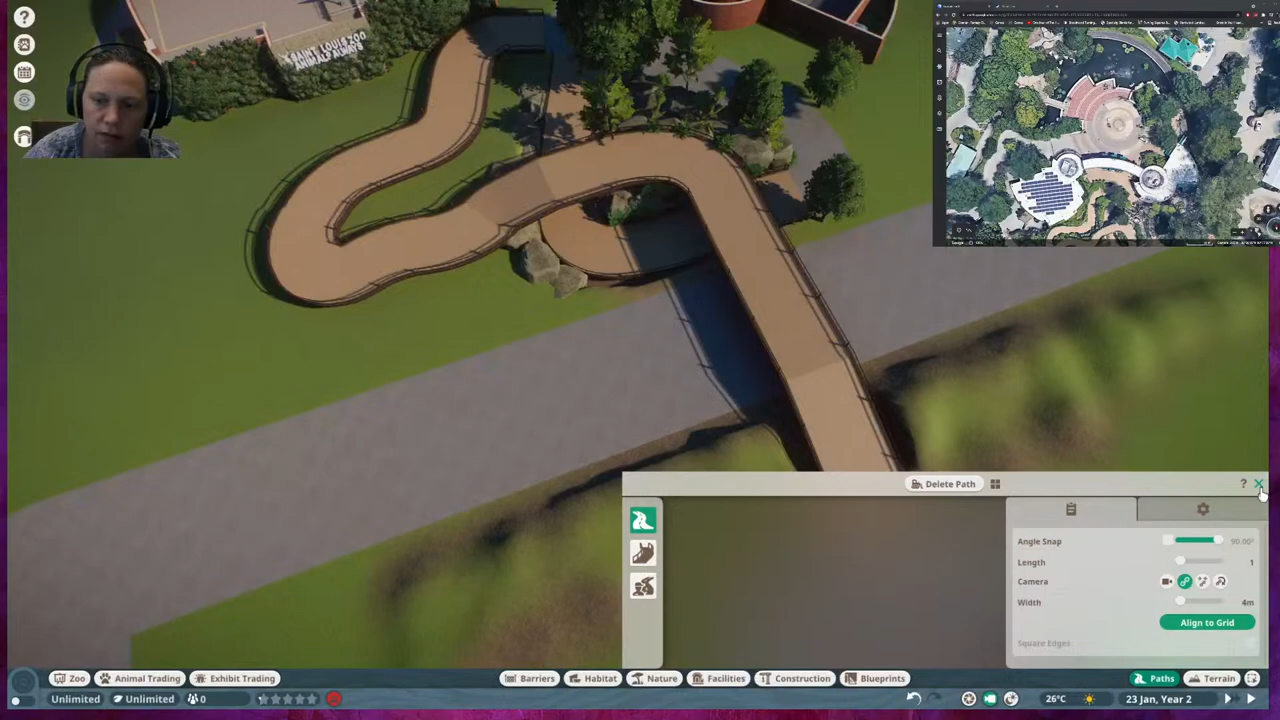 SAINT LOUIS ZOO
Delete Path
?
Angle Snap
90.00°
Length
1
Camera
Width
4m
Align to Grid
Square Edges
Zoo
Animal Trading
Exhibit Trading
Barriers
Habitat
Nature
Facilities
Construction
Blueprints
Paths
Terrain
Unlimited
Unlimited
0
26°C
23 Jan, Year 2